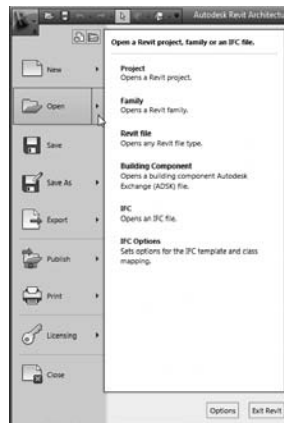 Autodesk Revit Architectu
Open a Revit project, family or an IFC file.
New
Open
Save
Save As
Export
Publish
Print
Licensing
Close
Project
Opens a Revit project.
Family
Opens a Revit family.
Revit file
Opens any Revit file type.
Building Component
Opens a building component Autodesk
Exchange (ADSK) file.
IFC
Opens an IFC file.
IFC Options
Sets options for the IFC template and class
mapping.
Options
Exit Revit